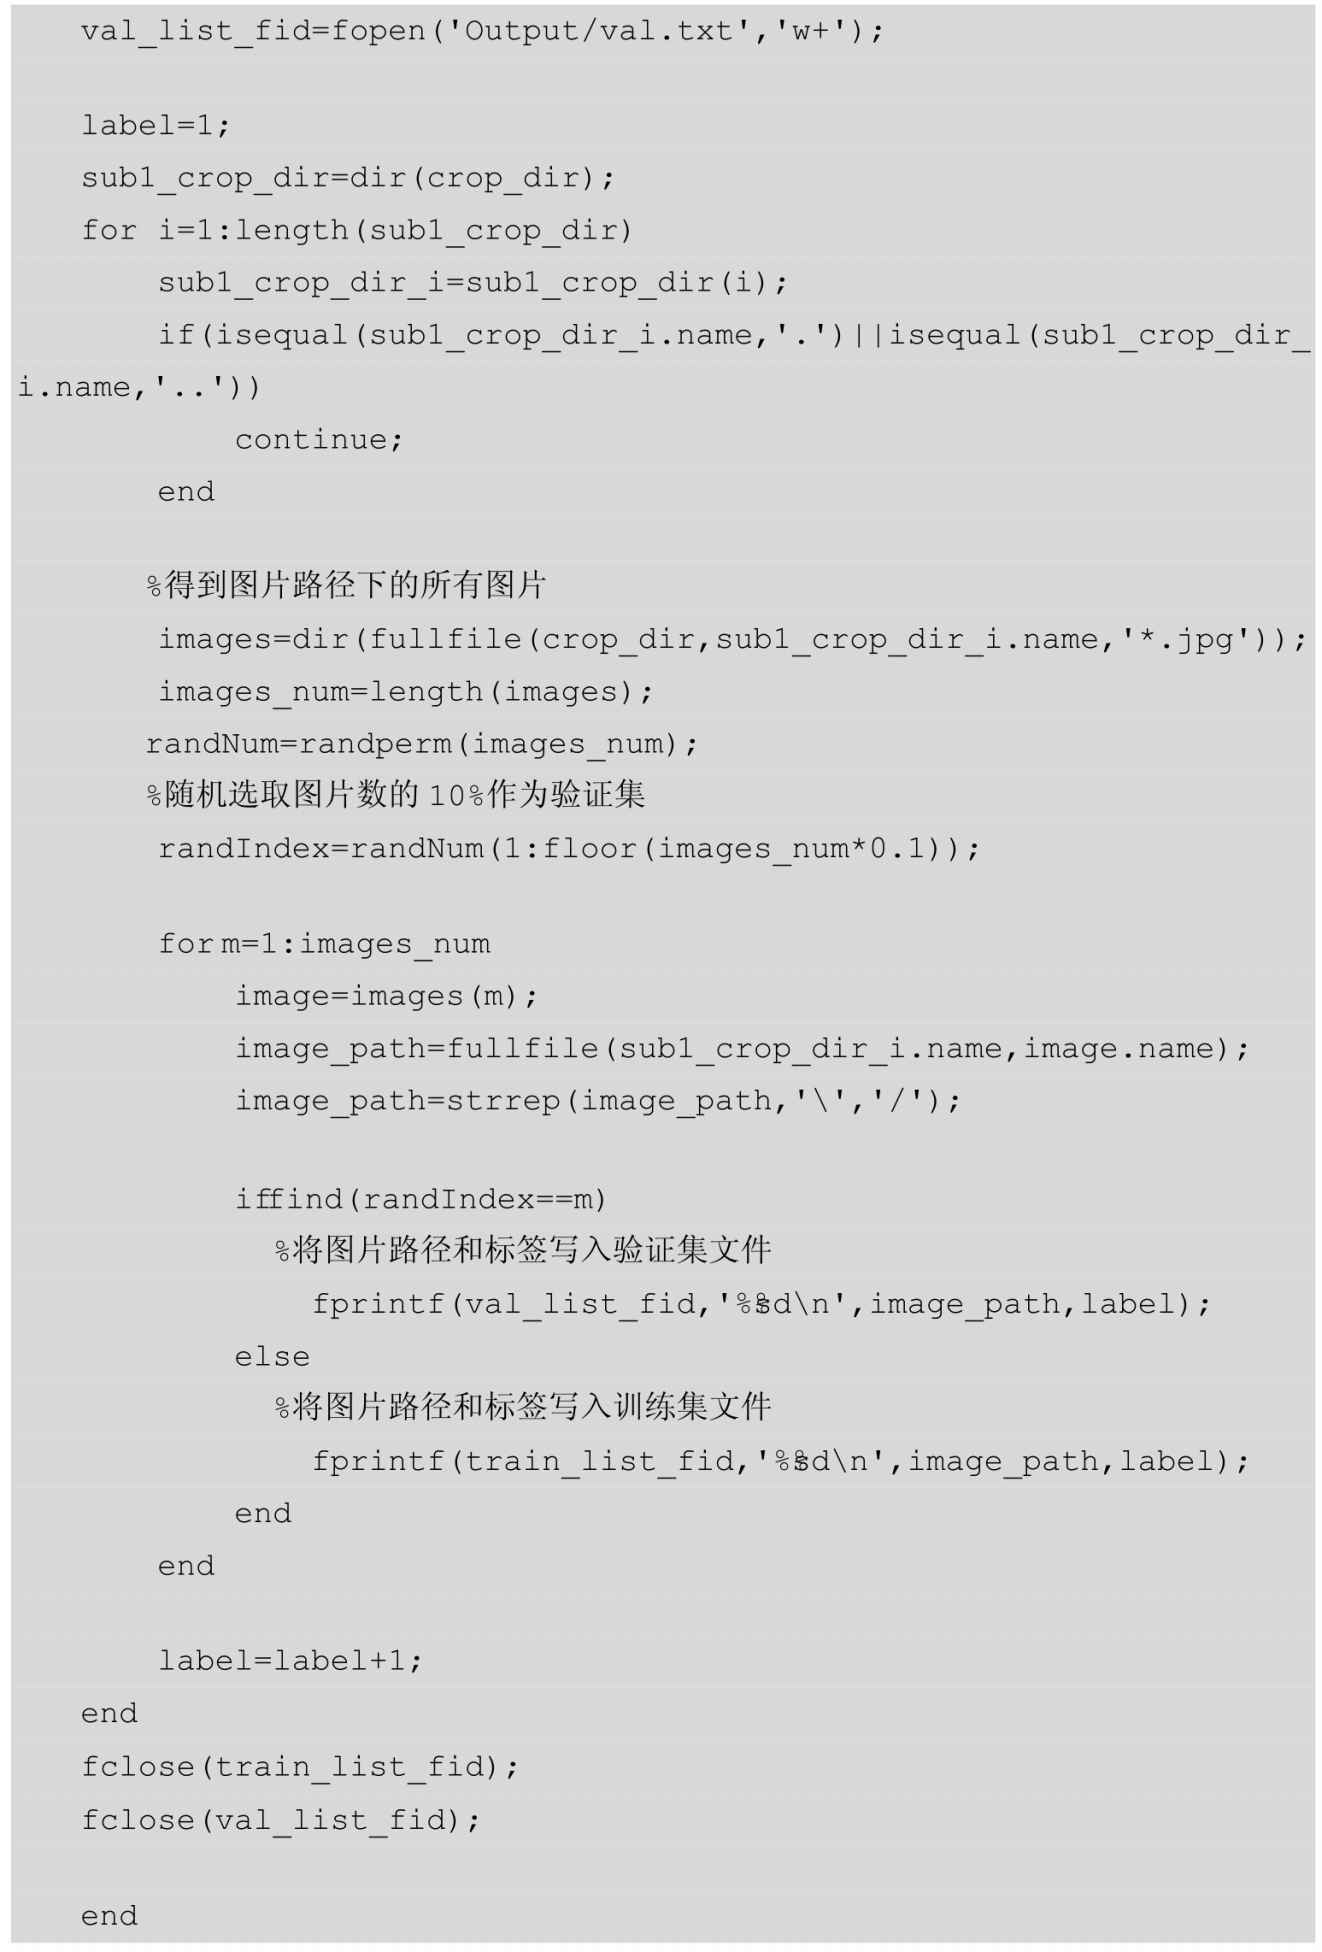 val_list_fid=fopen('Output/val.txt','w+');
label=1;
sub1_crop_dir=dir(crop_dir);
for i=1:length(sub1_crop_dir)
sub1_crop_dir_i=sub1_crop_dir(i);
if(isequal(sub1_crop_dir_i.name,'.')||isequal(sub1_crop_dir_
i.name,'..'))
continue;
end
%得到图片路径下的所有图片
images=dir(fullfile(crop_dir,sub1_crop_dir_i.name,'*.jpg'));
images_num=length(images);
randNum=randperm(images_num);
%随机选取图片数的 10%作为验证集
randIndex=randNum(1:floor(images_num*0.1));
for m=1:images_num
image=images(m);
image_path=fullfile(sub1_crop_dir_i.name,image.name);
image_path=strrep(image_path,'\','/');
if find(randIndex==m)
%将图片路径和标签写入验证集文件
fprintf(val_list_fid,'%s %d\n',image_path,label);
else
%将图片路径和标签写入训练集文件
fprintf(train_list_fid,'%s %d\n',image_path,label);
end
end
label=label+1;
end
fclose(train_list_fid);
fclose(val_list_fid);
end